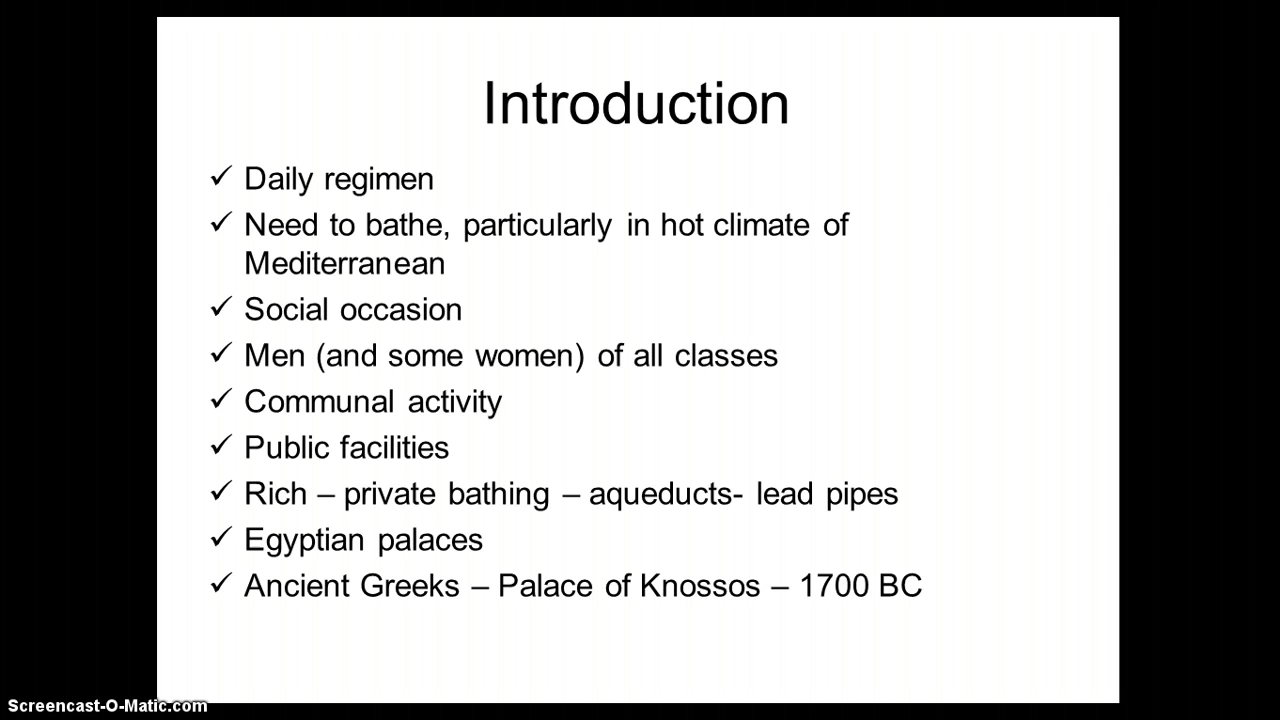 Introduction
✓ Daily regimen
✓ Need to bathe, particularly in hot climate of
Mediterranean
✓ Social occasion
✓ Men (and some women) of all classes
✓ Communal activity
✓ Public facilities
✓ Rich – private bathing – aqueducts- lead pipes
✓ Egyptian palaces
✓ Ancient Greeks – Palace of Knossos – 1700 BC
Screencast-O-Matic.com